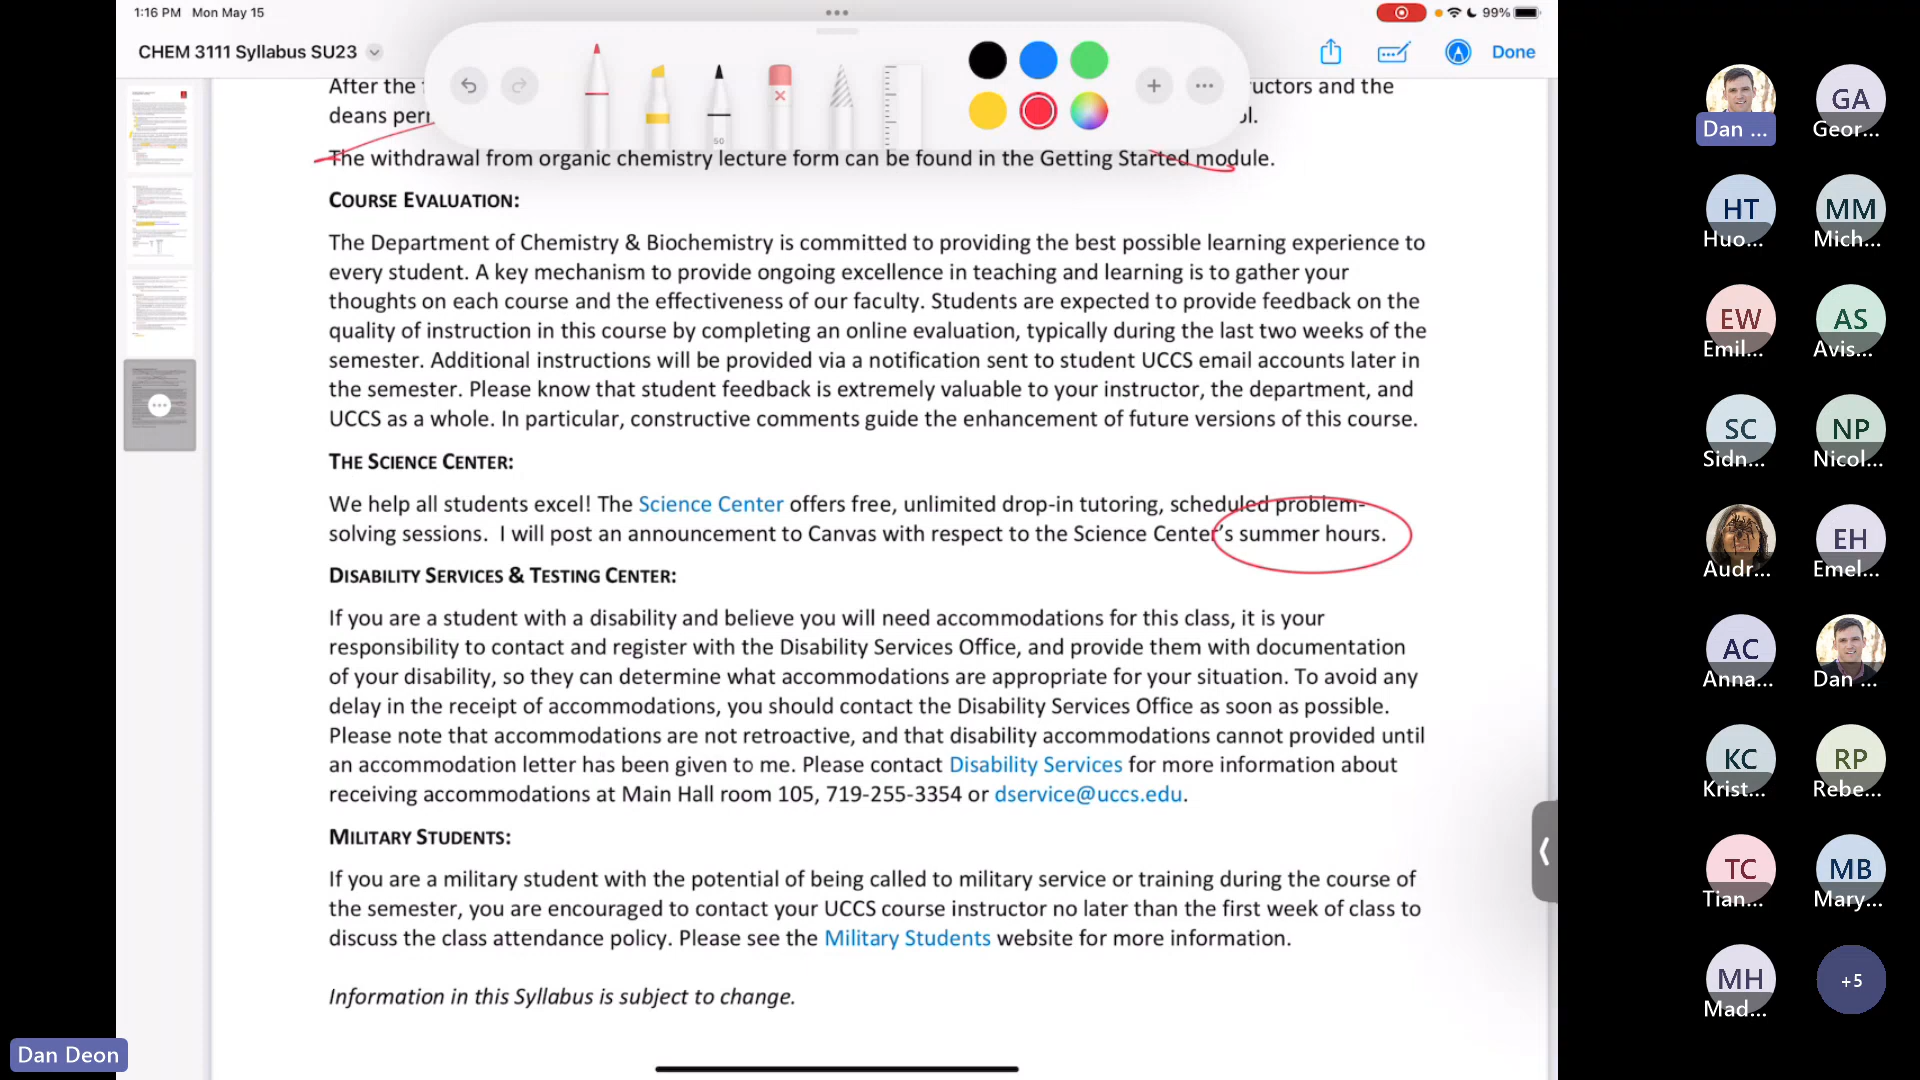 1:16 PM Mon May 15
99%
CHEM 3111 Syllabus SU23
Done
50
After the
uctors and the
deans
The withdrawal from organic chemistry lecture form can be found in the Getting Started module.
COURSE EVALUATION:
The Department of Chemistry & Biochemistry is committed to providing the best possible learning experience to
every student. A key mechanism to provide ongoing excellence in teaching and learning is to gather your
thoughts on each course and the effectiveness of our faculty. Students are expected to provide feedback on the
quality of instruction in this course by completing an online evaluation, typically during the last two weeks of the
semester. Additional instructions will be provided via a notification sent to student UCCS email accounts later in
the semester. Please know that student feedback is extremely valuable to your instructor, the department, and
UCCS as a whole. In particular, constructive comments guide the enhancement of future versions of this course.
THE SCIENCE CENTER:
We help all students excel! The Science Center offers free, unlimited drop-in tutoring, scheduled problem-
solving sessions.  I will post an announcement to Canvas with respect to the Science Center's summer hours.
DISABILITY SERVICES & TESTING CENTER:
If you are a student with a disability and believe you will need accommodations for this class, it is your
responsibility to contact and register with the Disability Services Office, and provide them with documentation
of your disability, so they can determine what accommodations are appropriate for your situation. To avoid any
delay in the receipt of accommodations, you should contact the Disability Services Office as soon as possible.
Please note that accommodations are not retroactive, and that disability accommodations cannot provided until
an accommodation letter has been given to me. Please contact Disability Services for more information about
receiving accommodations at Main Hall room 105, 719-255-3354 or dservice@uccs.edu.
MILITARY STUDENTS:
If you are a military student with the potential of being called to military service or training during the course of
the semester, you are encouraged to contact your UCCS course instructor no later than the first week of class to
discuss the class attendance policy. Please see the Military Students website for more information.
Information in this Syllabus is subject to change.
Dan Deon
Dan ...
GA
Geor...
HT
Huo...
MM
Mich...
EW
Emil...
AS
Avis...
SC
Sidn...
NP
Nicol...
Audr...
EH
Emel...
AC
Anna...
Dan ...
KC
Krist...
RP
Rebe...
TC
Tian...
MB
Mary...
MH
Mad...
+5